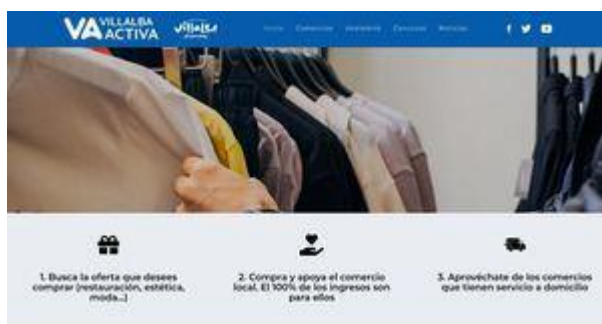 VILLALBA
VA ACTIVA
Villalba
Inicio Comercios Hostelería Concurso Noticias
1. Busca la oferta que desees
comprar (restauración, estética,
moda...)
2. Compra y apoya el comercio
local. El 100% de los ingresos son
para ellos
3. Aprovéchate de los comercios
que tienen servicio a domicilio